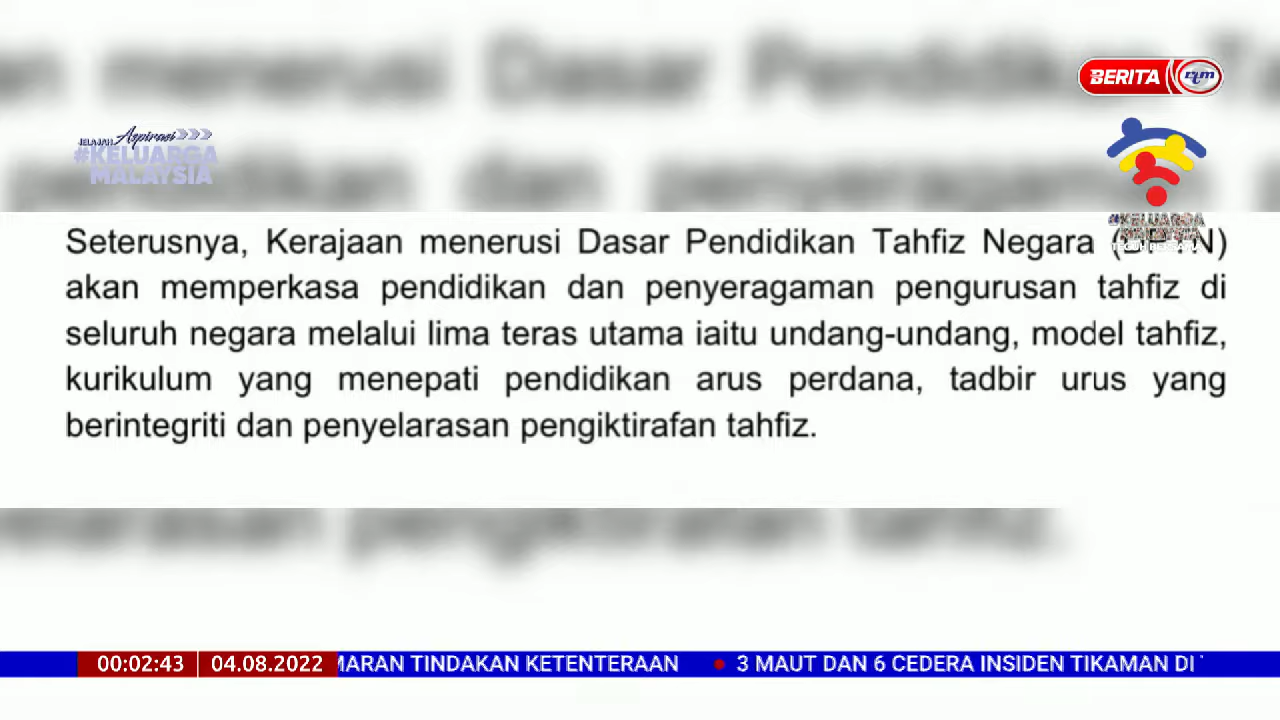 BERITA rtm
JELAJAH Aspirasi
#KELUARGA
MALAYSIA
#KELUARGA
Seterusnya, Kerajaan menerusi Dasar Pendidikan Tahfiz Negara
akan memperkasa pendidikan dan penyeragaman pengurusan tahfiz di
seluruh negara melalui lima teras utama iaitu undang-undang, model tahfiz,
kurikulum yang menepati pendidikan arus perdana, tadbir urus yang
berintegriti dan penyelarasan pengiktirafan tahfiz.
00:02:43 04.08.2022 MARAN TINDAKAN KETENTERAAN • 3 MAUT DAN 6 CEDERA INSIDEN TIKAMAN DI